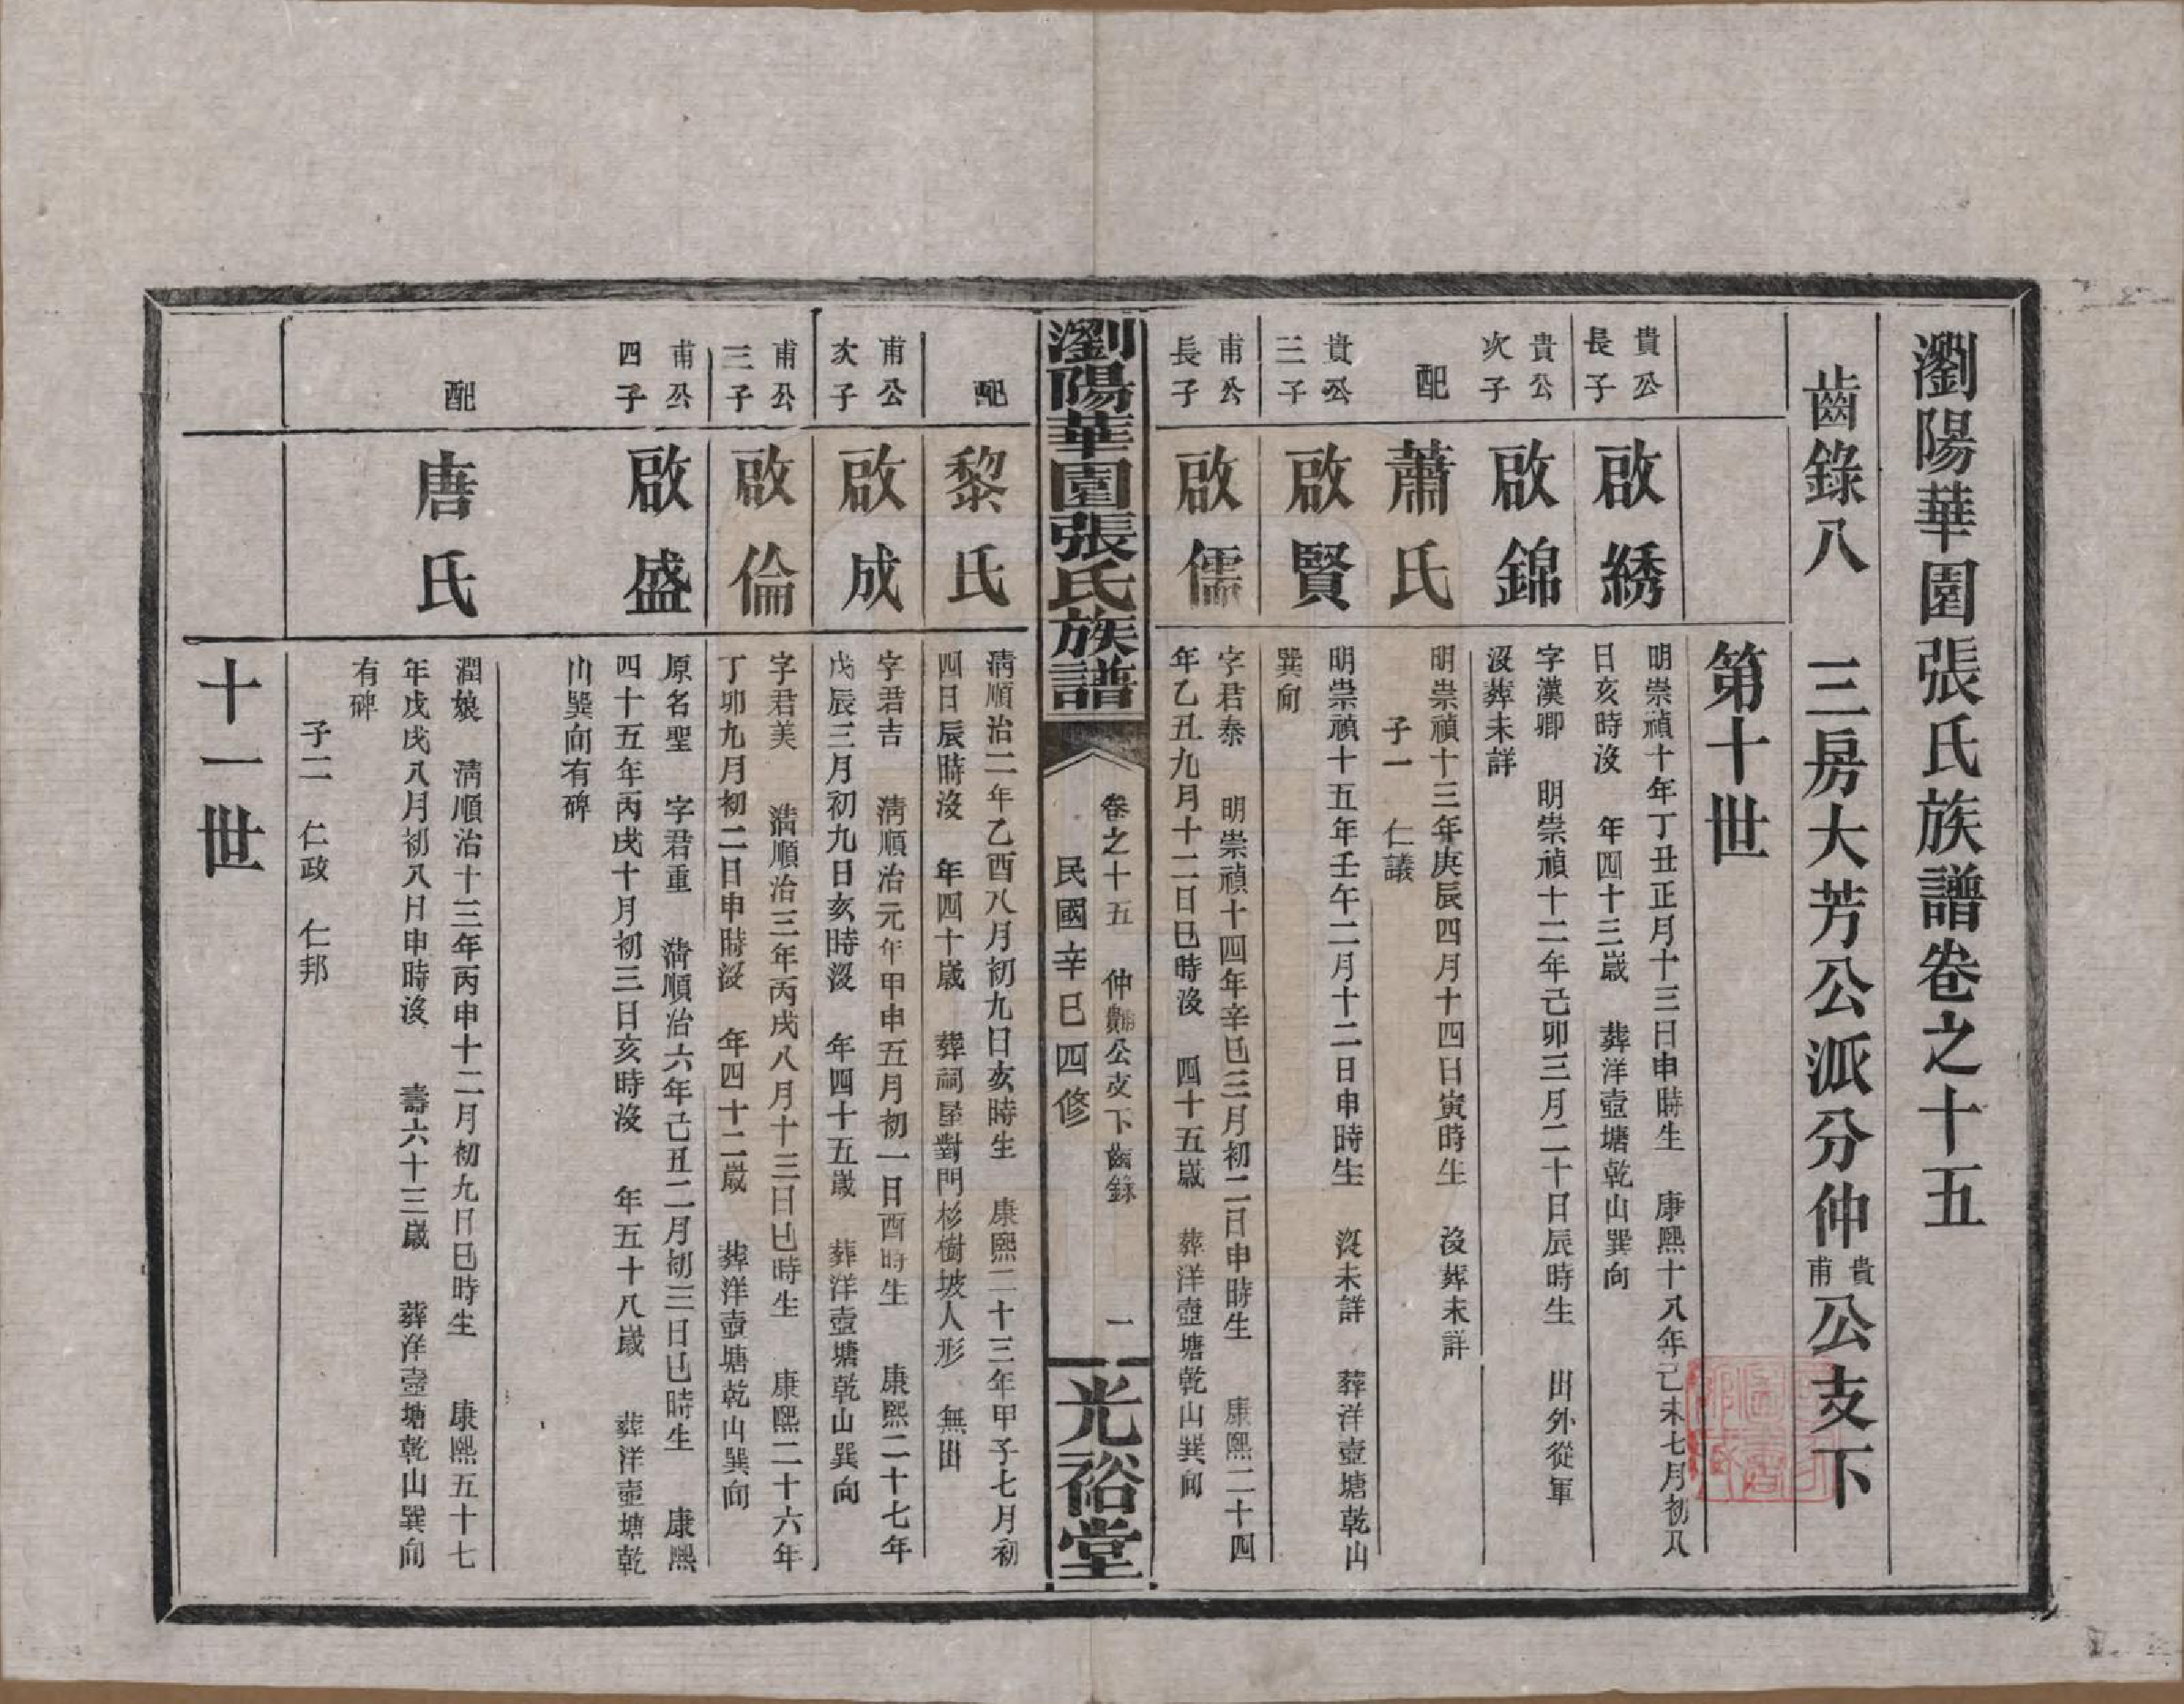 瀏陽華園張氏族譜卷之十五
齒錄八　三房大芳公派分仲貴甫公支下
第十世
貴公長子　啟綉　明崇禎十年丁丑正月十三日申時生　康熙十八年己未七月初八
日亥時沒　年四十三歲　葬洋壼塘乾山巽向
貴公次子　啟錦　字漢卿　明崇禎十二年己卯三月二十日辰時生　出外從軍
沒葬未詳
配　蕭氏　明崇禎十三年庚辰四月十四日寅時生　沒葬未詳
子一　仁議
貴公三子　啟賢　明崇禎十五年壬午二月十二日申時生　沒未詳　葬洋壼塘乾山
巽向
甫公長子　啟儒　字君泰　明崇禎十四年辛巳三月初二日申時生　康熙二十四
年乙丑九月十二日巳時沒　四十五歲　葬洋壼塘乾山巽向
瀏陽華園張氏族譜　卷之十五　仲貴甫公支下齒錄　一
民國辛巳四修
光裕堂
配　黎氏　清順治二年乙酉八月初九日亥時生　康熙二十三年甲子七月初
四日辰時沒　年四十歲　葬祠屋對門杉樹坡人形　無出
甫公次子　啟成　字君吉　清順治元年甲申五月初一日酉時生　康熙二十七年
戊辰三月初九日亥時沒　年四十五歲　葬洋壼塘乾山巽向
甫公三子　啟倫　字君美　清順治三年丙戌八月十三日巳時生　康熙二十六年
丁卯九月初二日申時沒　年四十二歲　葬洋壼塘乾山巽向
甫公四子　啟盛　原名聖　字君重　清順治六年己丑二月初三日巳時生　康熙
四十五年丙戌十月初三日亥時沒　年五十八歲　葬洋壼塘乾
山巽向有碑
配　唐氏　潤娘　清順治十三年丙申十二月初九日巳時生　康熙五十七
年戊戌八月初八日申時沒　壽六十三歲　葬洋壼塘乾山巽向
有碑
子二　仁政　仁邦
十一世